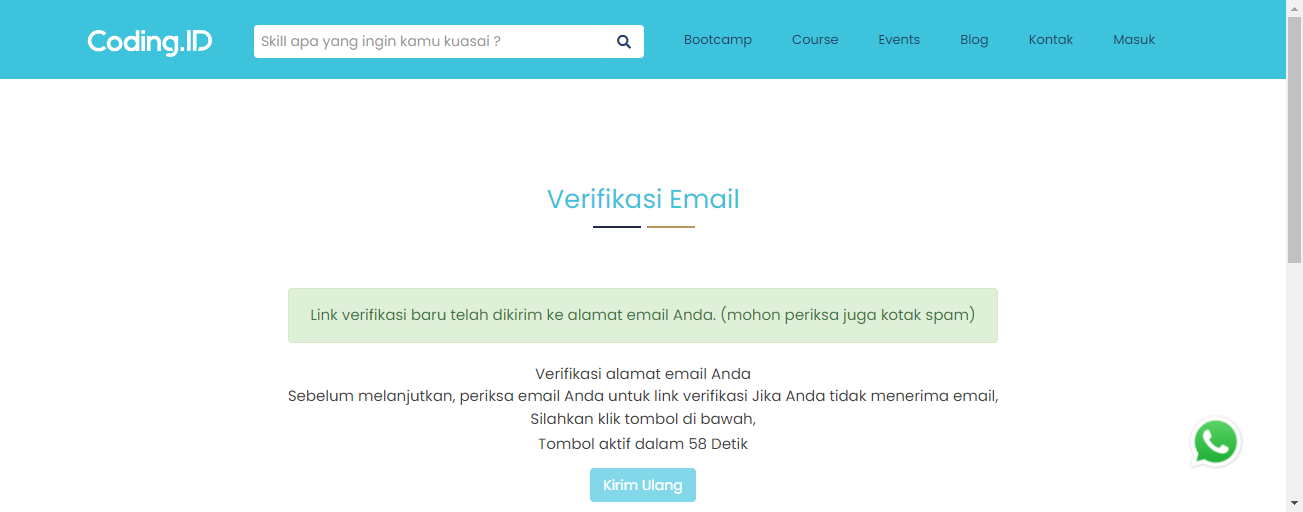 Coding.ID
Skill apa yang ingin kamu kuasai ?
Bootcamp
Course
Events
Blog
Kontak
Masuk
Verifikasi Email
Link verifikasi baru telah dikirim ke alamat email Anda. (mohon periksa juga kotak spam)
Verifikasi alamat email Anda
Sebelum melanjutkan, periksa email Anda untuk link verifikasi Jika Anda tidak menerima email,
Silahkan klik tombol di bawah,
Tombol aktif dalam 58 Detik
Kirim Ulang